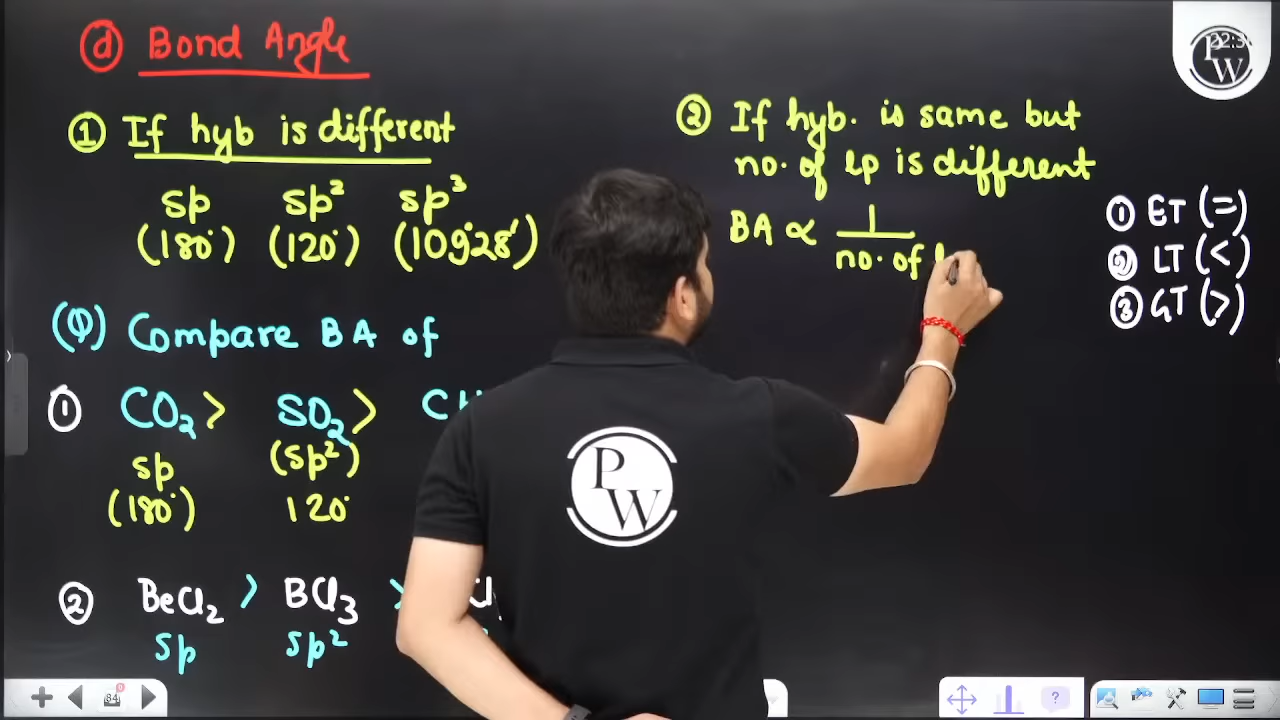 ⓓ Bond Angle
① If hyb is different
sp sp² sp³
(180°) (120°) (109°28')
(Q) Compare BA of
① CO₂ > SO₂ >
sp (sp²)
(180°) 120°
② BeCl₂ > BCl₃ >
sp sp²
② If hyb. is same but
no. of lp is different
BA ∝ 1
no. of
① ET (=)
② LT (<)
③ GT (>)
PW
PW
84